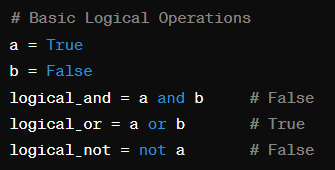 # Basic Logical Operations
a = True
b = False
logical_and = a and b     # False
logical_or = a or b       # True
logical_not = not a       # False